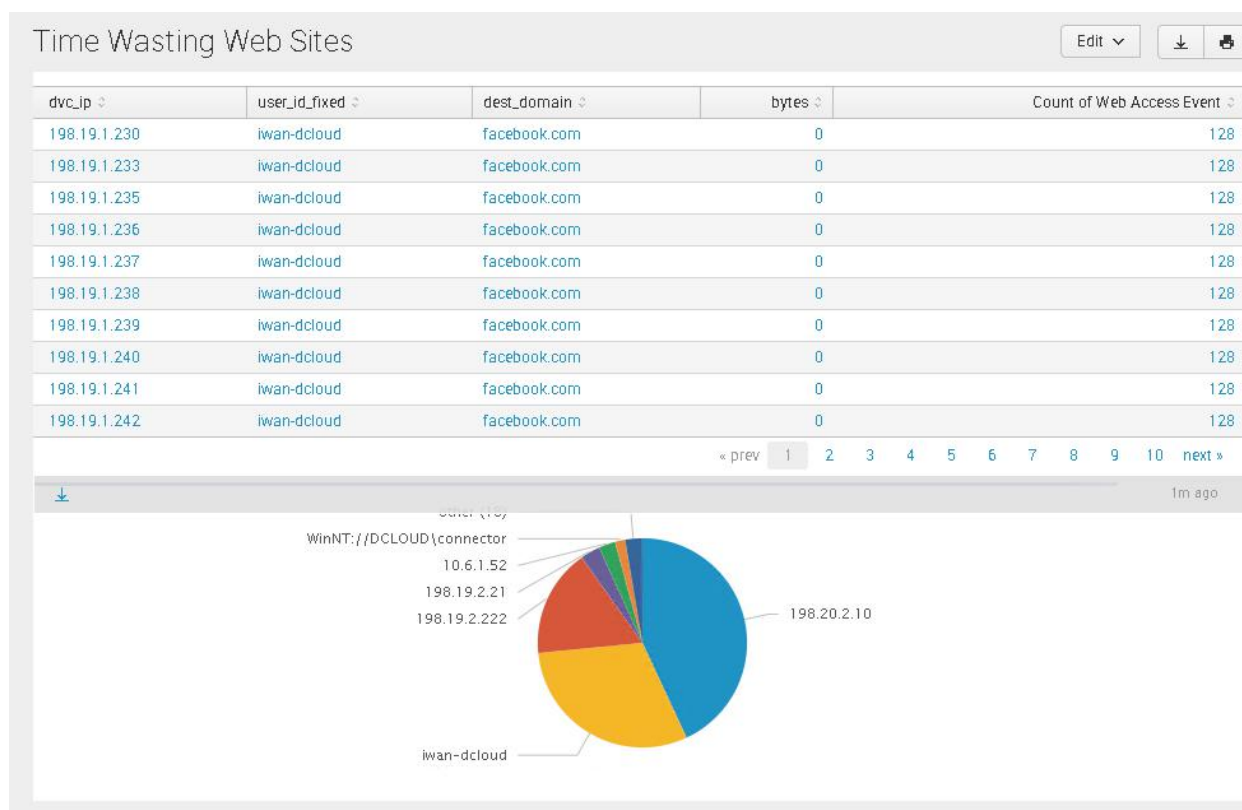 Time Wasting Web Sites
Edit
dvc_ip user_id_fixed dest_domain bytes Count of Web Access Event
198.19.1.230 iwan-dcloud facebook.com 0 128
198.19.1.233 iwan-dcloud facebook.com 0 128
198.19.1.235 iwan-dcloud facebook.com 0 128
198.19.1.236 iwan-dcloud facebook.com 0 128
198.19.1.237 iwan-dcloud facebook.com 0 128
198.19.1.238 iwan-dcloud facebook.com 0 128
198.19.1.239 iwan-dcloud facebook.com 0 128
198.19.1.240 iwan-dcloud facebook.com 0 128
198.19.1.241 iwan-dcloud facebook.com 0 128
198.19.1.242 iwan-dcloud facebook.com 0 128
« prev 1 2 3 4 5 6 7 8 9 10 next »
1m ago
WinNT://DCLOUD\connector
10.6.1.52
198.19.2.21
198.19.2.222
198.20.2.10
iwan-dcloud